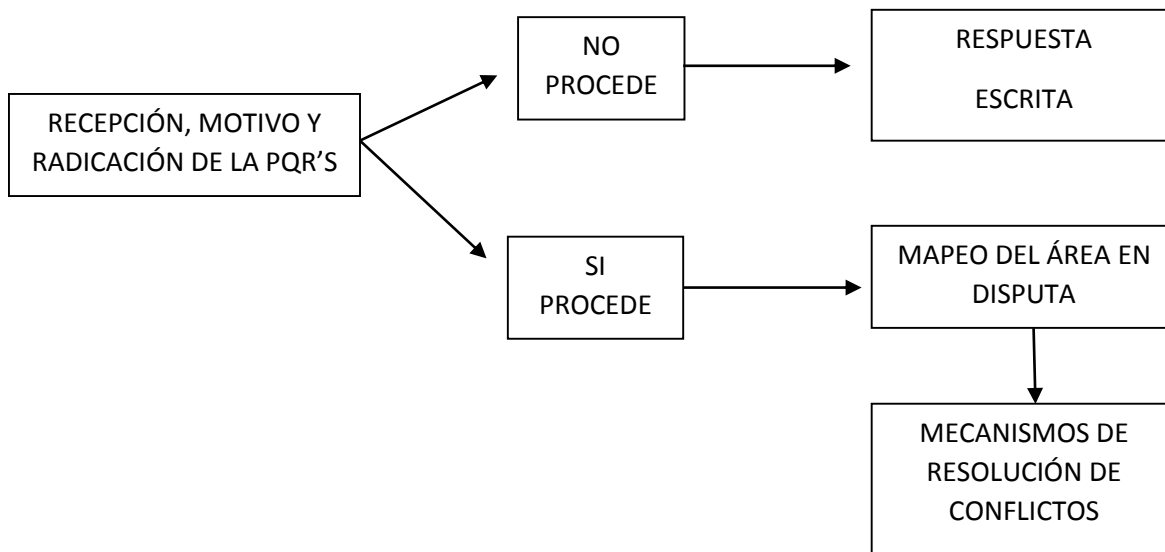 RECEPCIÓN, MOTIVO Y
RADICACIÓN DE LA PQR’S
NO
PROCEDE
RESPUESTA
ESCRITA
SI
PROCEDE
MAPEO DEL ÁREA EN
DISPUTA
MECANISMOS DE
RESOLUCIÓN DE
CONFLICTOS